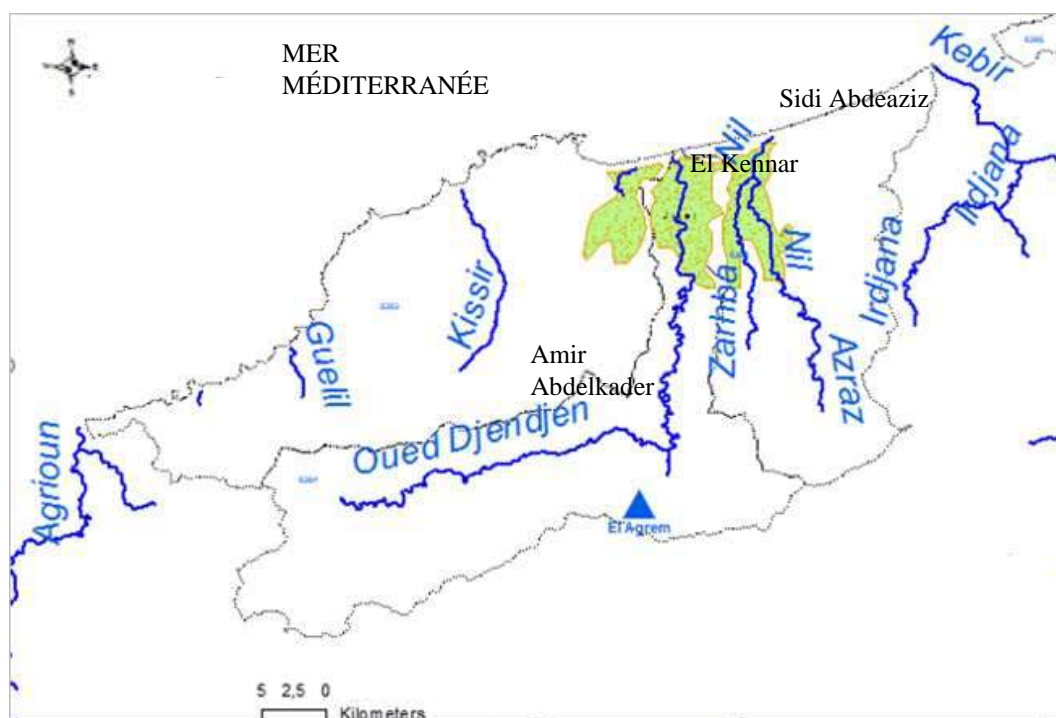 MER
MÉDITERRANÉE
Kebir
Sidi Abdeaziz
Nil
El Kennar
Irdjana
Nil
Irdjana
Kissir
Zarhba
Guelil
Amir
Abdelkader
Azraz
Oued Djendjen
Agrioun
El Agrem
5 2,5 0
Kilometers